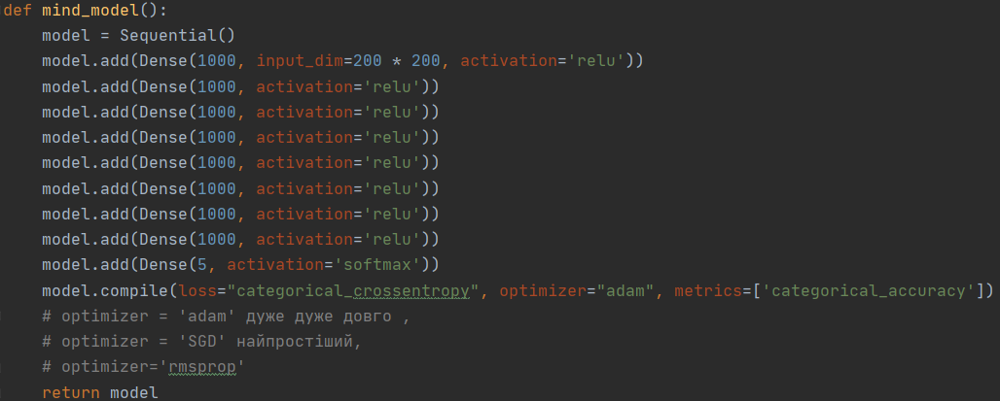 def mind_model():
    model = Sequential()
    model.add(Dense(1000, input_dim=200 * 200, activation='relu'))
    model.add(Dense(1000, activation='relu'))
    model.add(Dense(1000, activation='relu'))
    model.add(Dense(1000, activation='relu'))
    model.add(Dense(1000, activation='relu'))
    model.add(Dense(1000, activation='relu'))
    model.add(Dense(1000, activation='relu'))
    model.add(Dense(1000, activation='relu'))
    model.add(Dense(5, activation='softmax'))
    model.compile(loss="categorical_crossentropy", optimizer="adam", metrics=['categorical_accuracy'])
    # optimizer = 'adam' дуже дуже довго ,
    # optimizer = 'SGD' найпростіший,
    # optimizer='rmsprop'
    return model